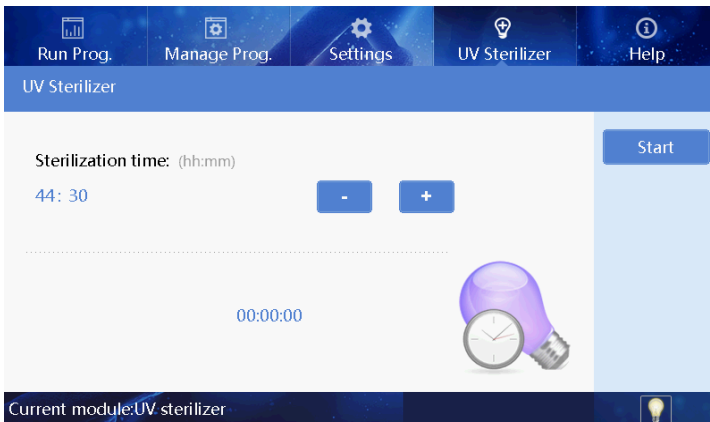 Run Prog. Manage Prog. Settings UV Sterilizer Help
UV Sterilizer
Sterilization time: (hh:mm)
Start
44: 30
- +
00:00:00
Current module:UV sterilizer